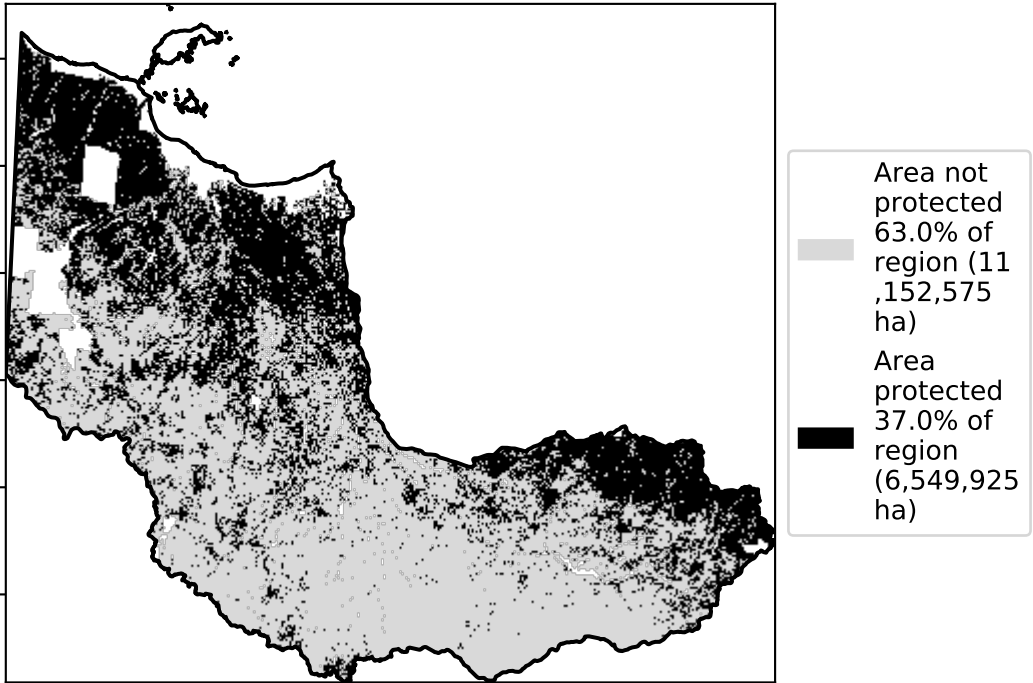 Area not
protected
63.0% of
region (11
,152,575
ha)
Area
protected
37.0% of
region
(6,549,925
ha)